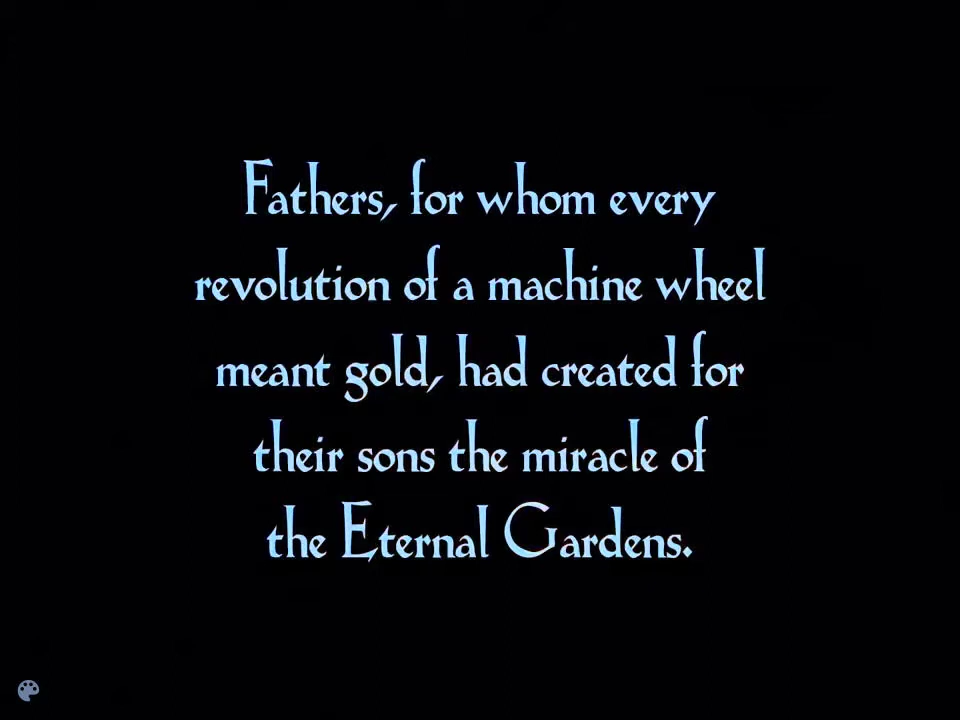 Fathers, for whom every
revolution of a machine wheel
meant gold, had created for
their sons the miracle of
the Eternal Gardens.